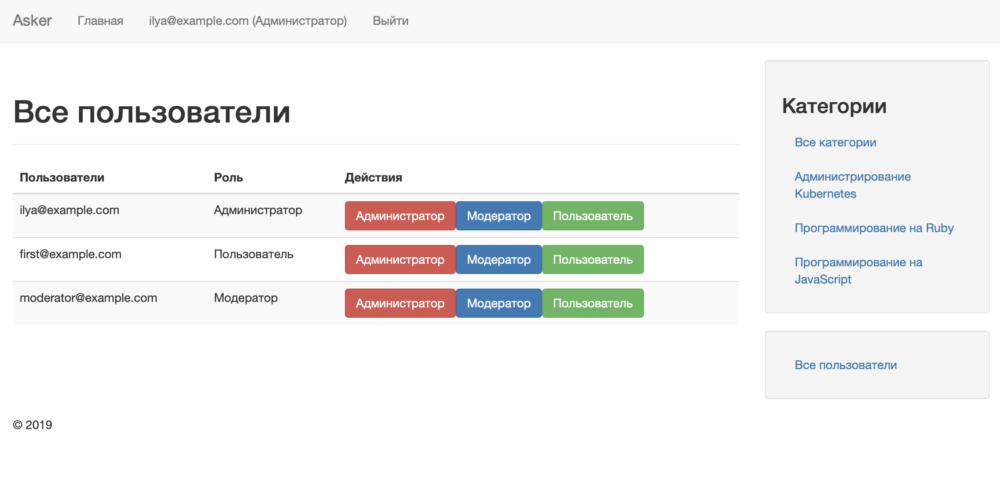 Asker Главная ilya@example.com (Администратор) Выйти
Все пользователи
Пользователи Роль Действия
ilya@example.com Администратор Администратор Модератор Пользователь
first@example.com Пользователь Администратор Модератор Пользователь
moderator@example.com Модератор Администратор Модератор Пользователь
Категории
Все категории
Администрирование
Kubernetes
Программирование на Ruby
Программирование на
JavaScript
Все пользователи
© 2019